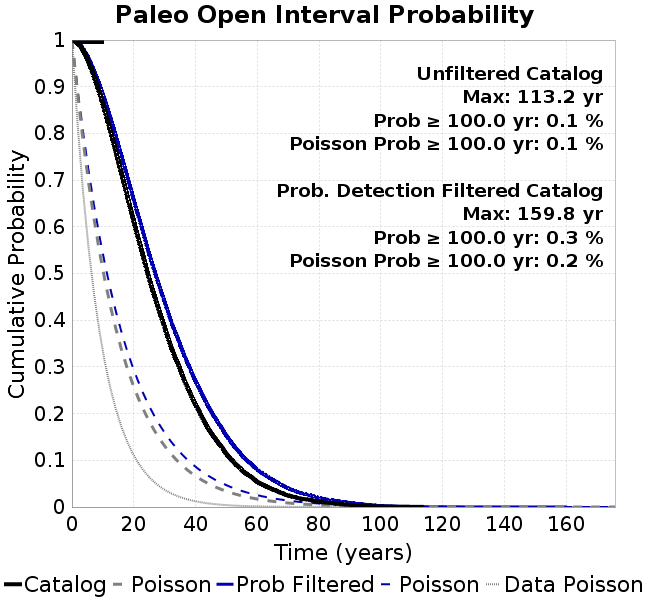 Paleo Open Interval Probability
Cumulative Probability
1
0.9
0.8
0.7
0.6
0.5
0.4
0.3
0.2
0.1
0
Unfiltered Catalog
Max: 113.2 yr
Prob ≥ 100.0 yr: 0.1 %
Poisson Prob ≥ 100.0 yr: 0.1 %
Prob. Detection Filtered Catalog
Max: 159.8 yr
Prob ≥ 100.0 yr: 0.3 %
Poisson Prob ≥ 100.0 yr: 0.2 %
0 20 40 60 80 100 120 140 160
Time (years)
Catalog Poisson Prob Filtered Poisson Data Poisson